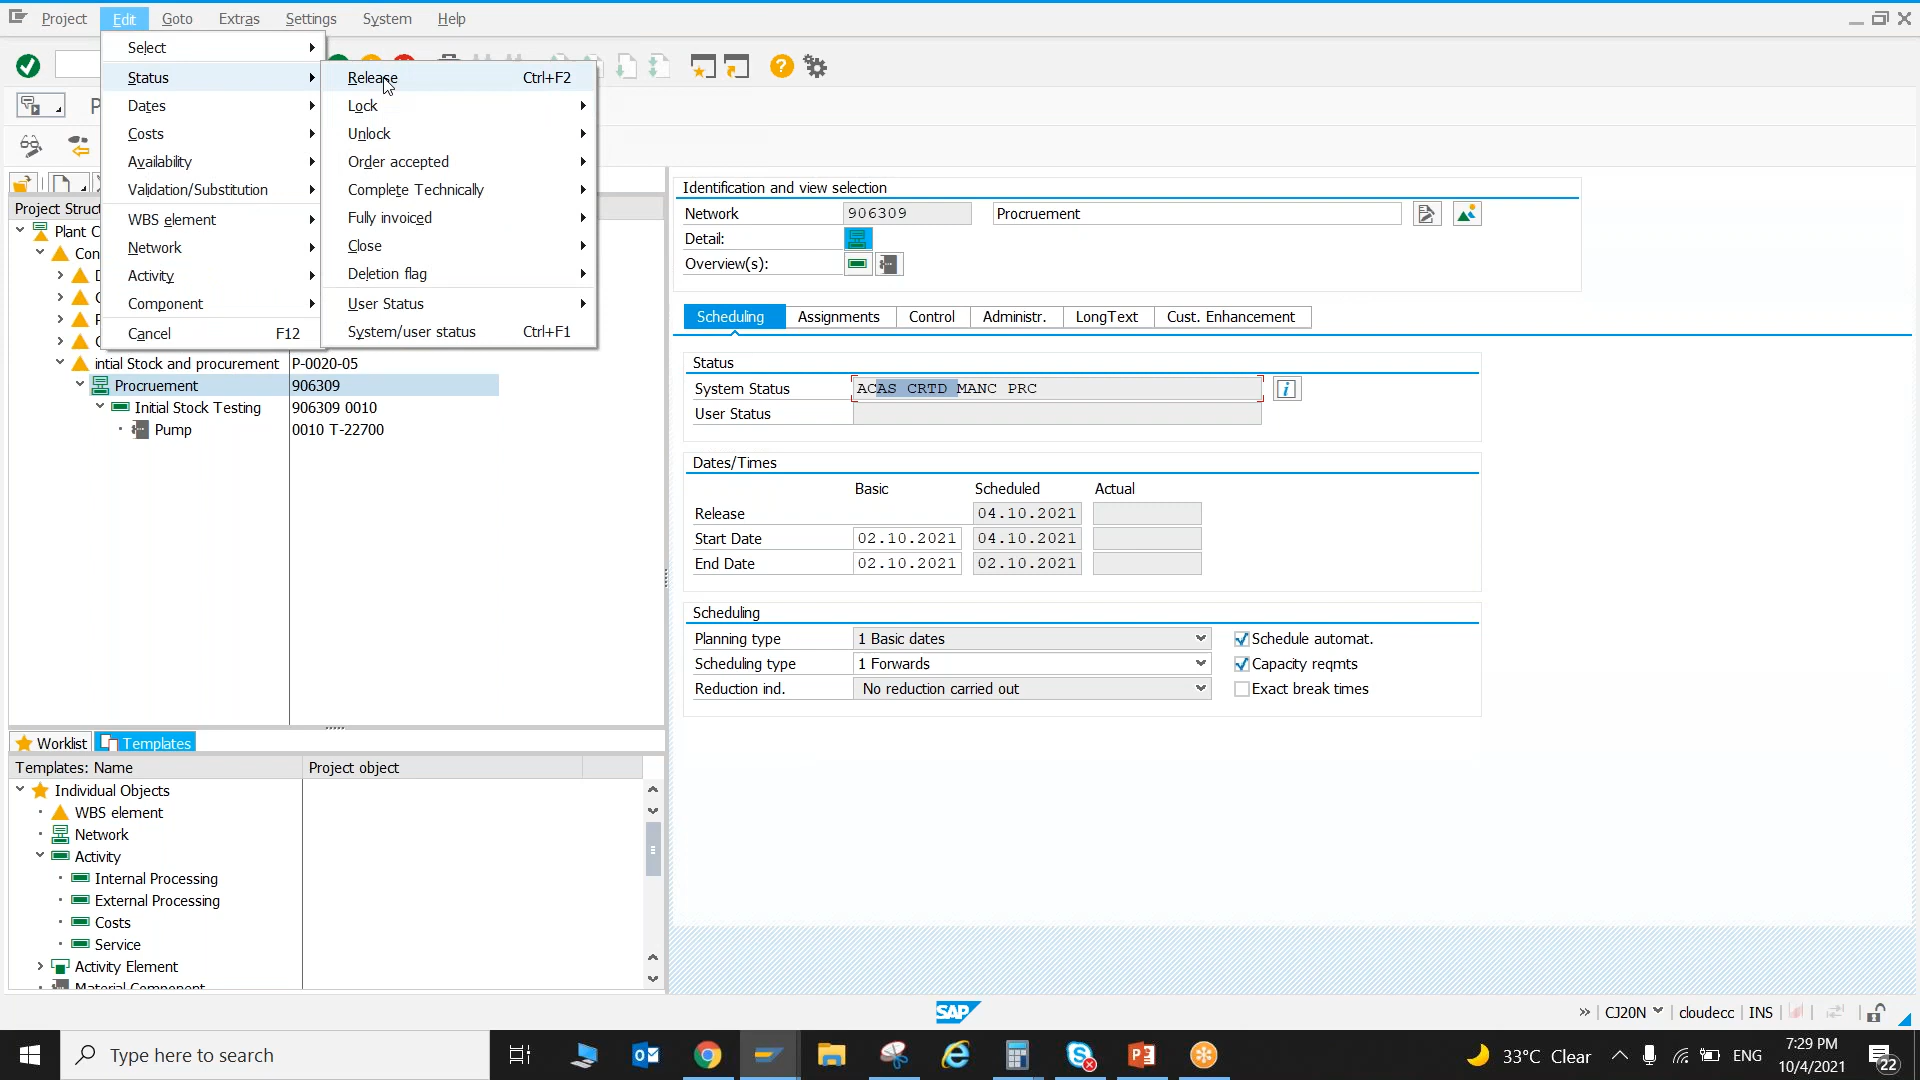 Project Edit Goto Extras Settings System Help
Select
Status
Dates
Costs
Availability
Validation/Substitution
WBS element
Network
Activity
Component
Cancel F12
Release Ctrl+F2
Lock
Unlock
Order accepted
Complete Technically
Fully invoiced
Close
Deletion flag
User Status
System/user status Ctrl+F1
Project Struct
Plant C
Con
intial Stock and procurement P-0020-05
Procruement 906309
Initial Stock Testing 906309 0010
Pump 0010 T-22700
Identification and view selection
Network 906309 Procruement
Detail:
Overview(s):
Scheduling Assignments Control Administr. LongText Cust. Enhancement
Status
System Status ACAS CRTD MANC PRC
User Status
Dates/Times
Basic Scheduled Actual
Release 04.10.2021
Start Date 02.10.2021 04.10.2021
End Date 02.10.2021 02.10.2021
Scheduling
Planning type 1 Basic dates Schedule automat.
Scheduling type 1 Forwards Capacity reqmts
Reduction ind. No reduction carried out Exact break times
Worklist Templates
Templates: Name Project object
Individual Objects
WBS element
Network
Activity
Internal Processing
External Processing
Costs
Service
Activity Element
Material Component
SAP
CJ20N cloudecc INS
Type here to search
33°C Clear ENG
7:29 PM
10/4/2021
22